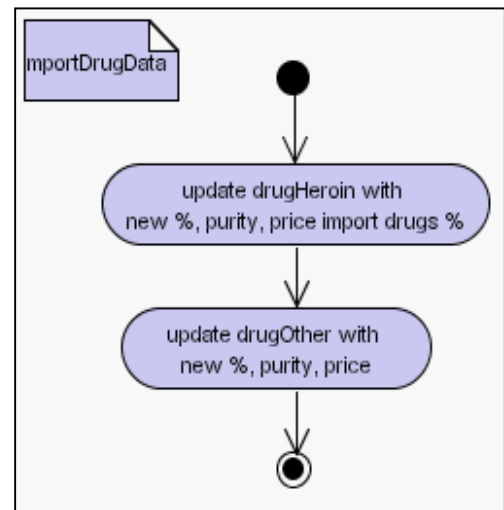 mportDrugData
update drugHeroin with
new %, purity, price import drugs %
update drugOther with
new %, purity, price